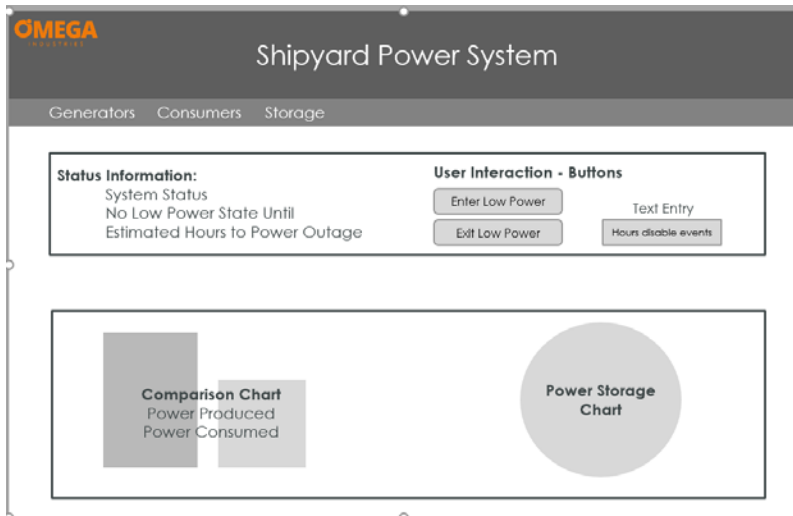 OMEGA
INDUSTRIES
Shipyard Power System
Generators Consumers Storage
Status Information:
System Status
No Low Power State Until
Estimated Hours to Power Outage
User Interaction - Buttons
Enter Low Power
Exit Low Power
Text Entry
Hours disable events
Comparison Chart
Power Produced
Power Consumed
Power Storage
Chart